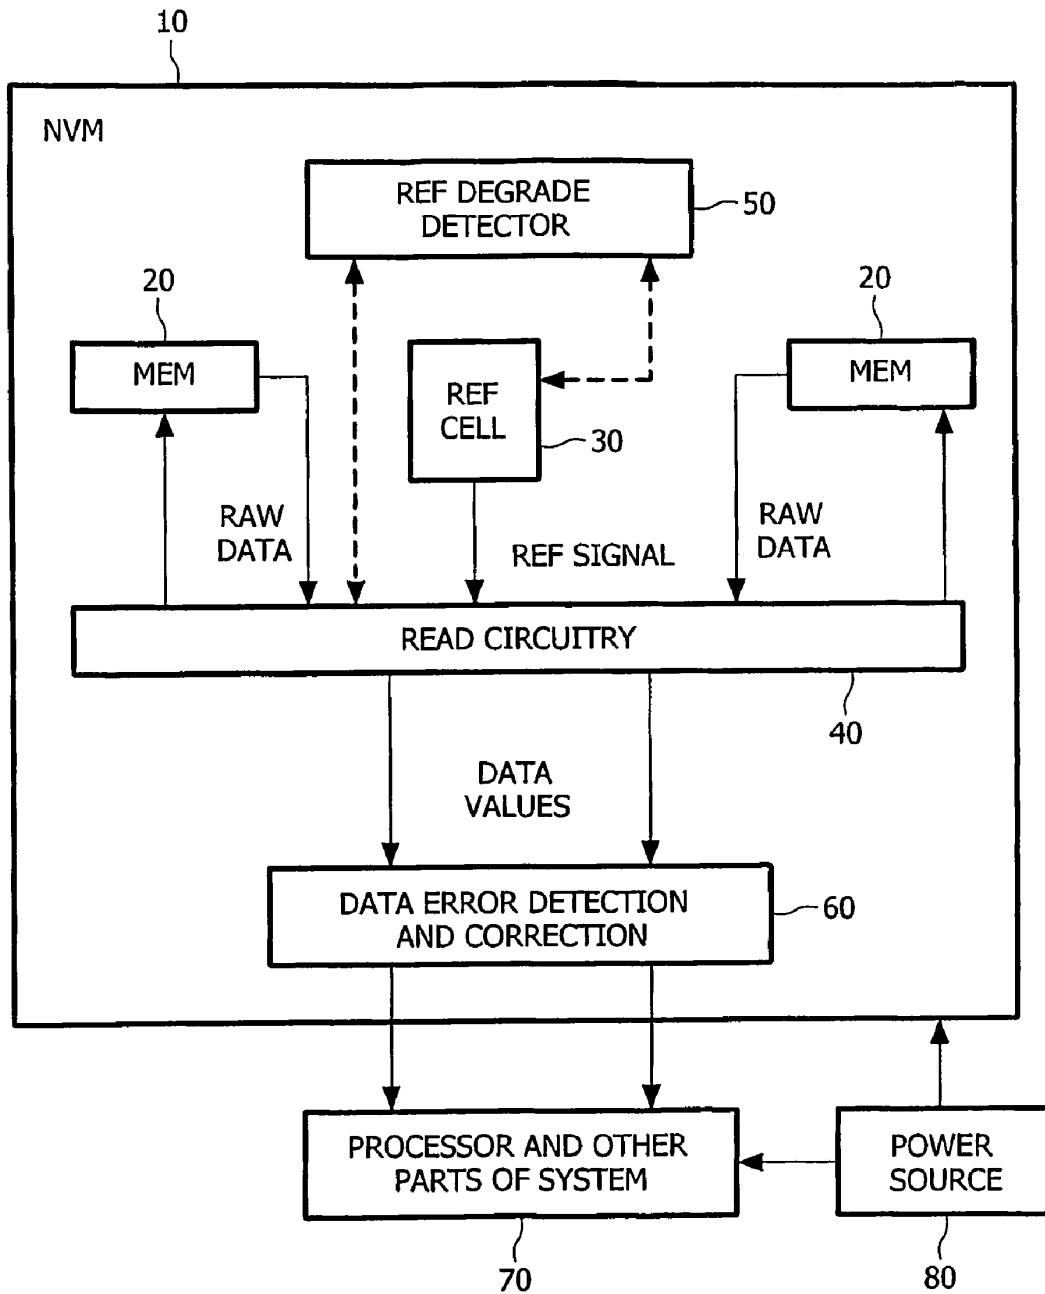 10
NVM
REF DEGRADE
DETECTOR
50
20
MEM
REF
CELL
30
20
MEM
RAW
DATA
REF SIGNAL
RAW
DATA
READ CIRCUITRY
40
DATA
VALUES
DATA ERROR DETECTION
AND CORRECTION
60
PROCESSOR AND OTHER
PARTS OF SYSTEM
70
POWER
SOURCE
80